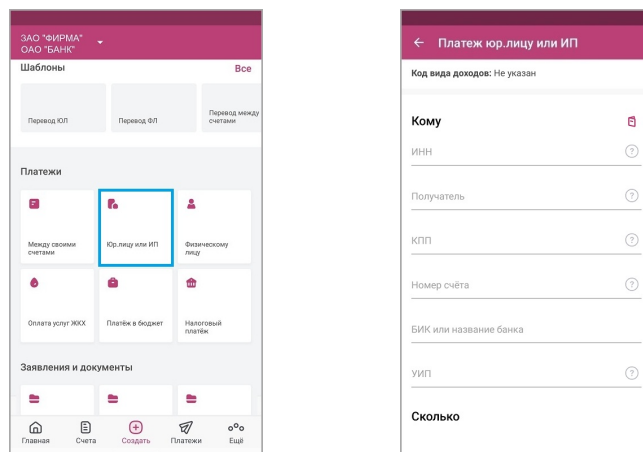 ЗАО "ФИРМА"
ОАО "БАНК"
Шаблоны
Все
Перевод ЮЛ
Перевод ФЛ
Перевод между
счетами
Платежи
Между своими
счетами
Юр.лицу или ИП
Физическому
лицу
Оплата услуг ЖКХ
Платёж в бюджет
Налоговый
платёж
Заявления и документы
Главная
Счета
Создать
Платежи
Ещё
Платеж юр.лицу или ИП
Код вида доходов: Не указан
Кому
ИНН
Получатель
КПП
Номер счёта
БИК или название банка
УИП
Сколько